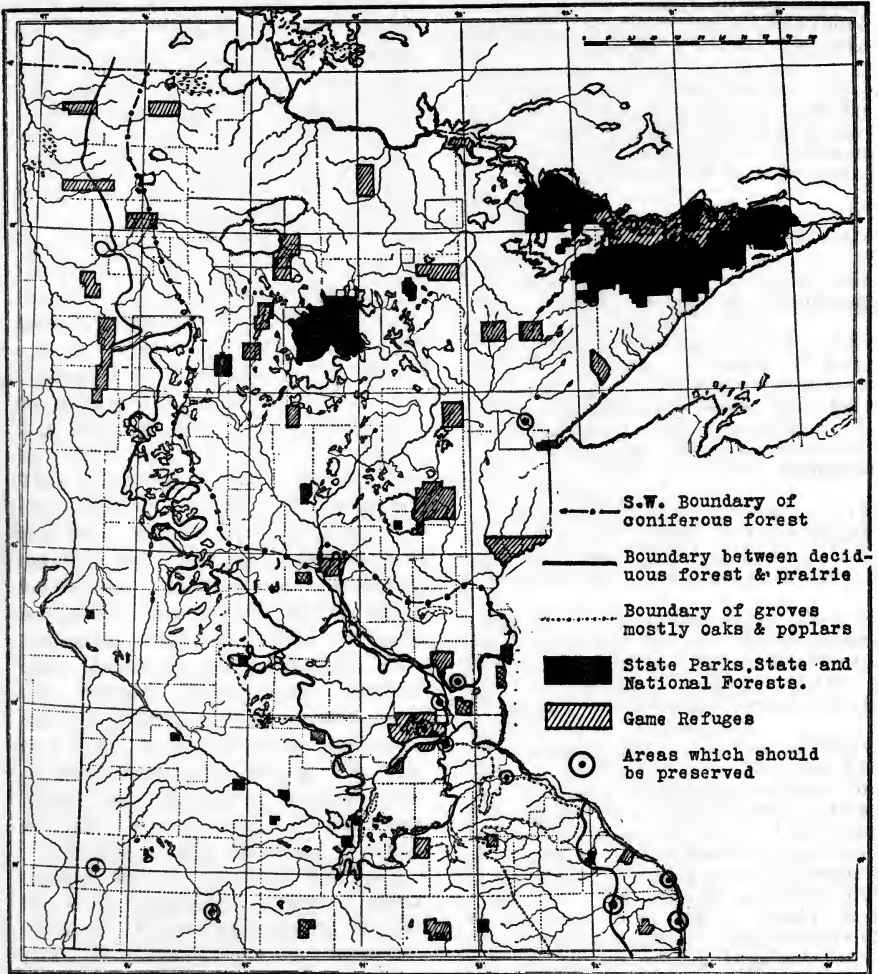 S.W. Boundary of
coniferous forest
Boundary between decid-
uous forest & prairie
Boundary of groves
mostly oaks & poplars
State Parks, State and
National Forests.
Game Refuges
Areas which should
be preserved